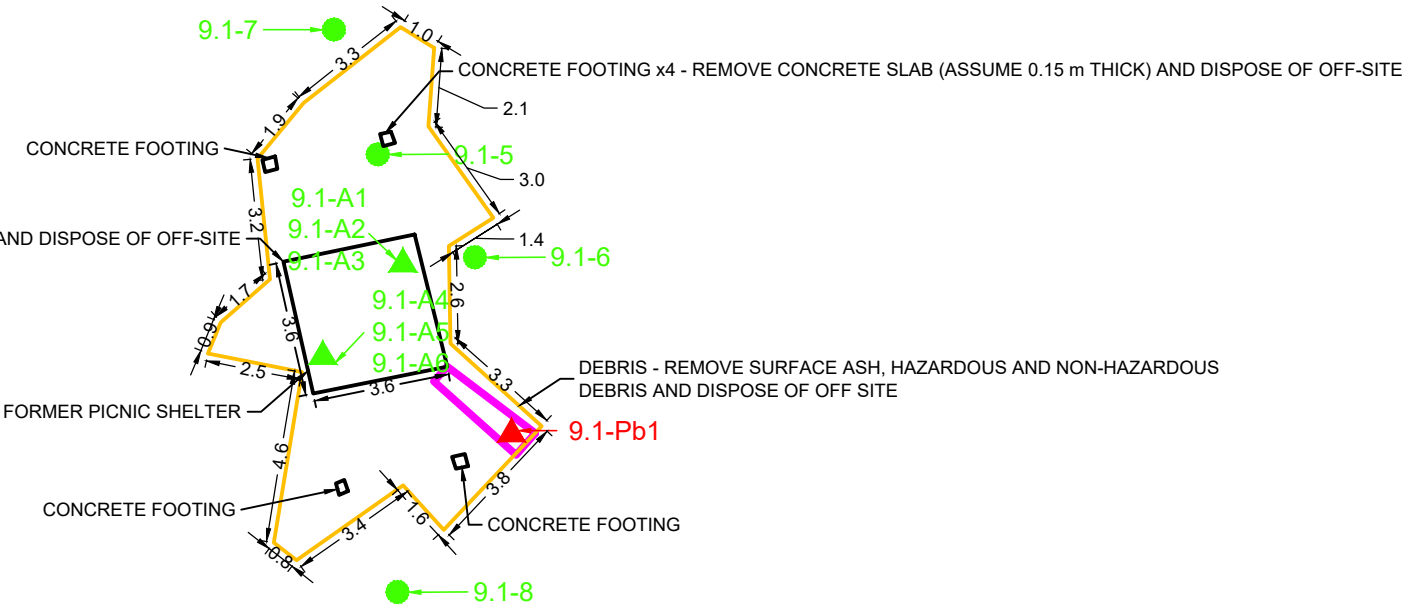 9.1-7
1.0
3.3
CONCRETE FOOTING x4 - REMOVE CONCRETE SLAB (ASSUME 0.15 m THICK) AND DISPOSE OF OFF-SITE
2.1
1.9
CONCRETE FOOTING
9.1-5
3.0
9.1-A1
3.2
9.1-A2
AND DISPOSE OF OFF-SITE
1.4
9.1-A3
9.1-6
1.7
2.6
9.1-A4
0.9
3.6
9.1-A5
9.1-A6
2.5
3.3
DEBRIS - REMOVE SURFACE ASH, HAZARDOUS AND NON-HAZARDOUS
DEBRIS AND DISPOSE OF OFF SITE
3.6
FORMER PICNIC SHELTER
9.1-Pb1
4.6
3.8
CONCRETE FOOTING
1.6
CONCRETE FOOTING
3.4
0.8
9.1-8